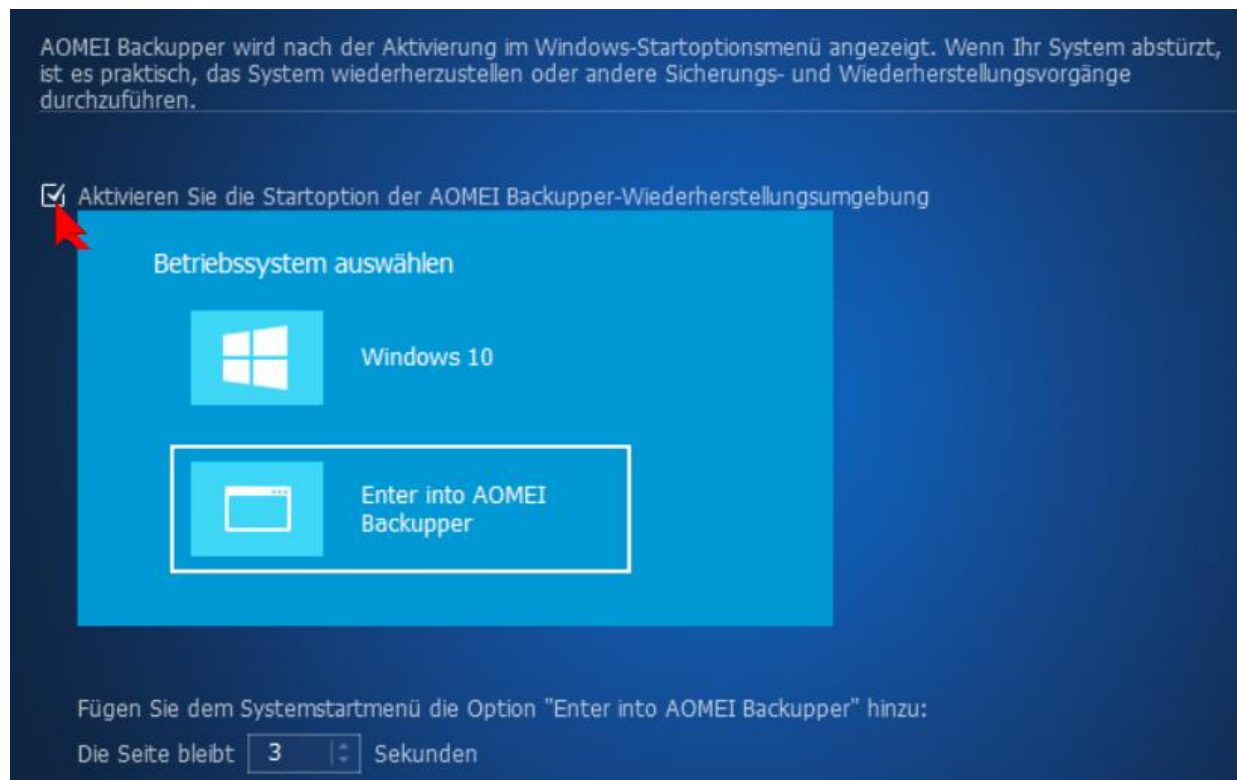 AOMEI Backupper wird nach der Aktivierung im Windows-Startoptionsmenü angezeigt. Wenn Ihr System abstürzt,
ist es praktisch, das System wiederherzustellen oder andere Sicherungs- und Wiederherstellungsvorgänge
durchzuführen.
Aktivieren Sie die Startoption der AOMEI Backupper-Wiederherstellungsumgebung
Betriebssystem auswählen
Windows 10
Enter into AOMEI
Backupper
Fügen Sie dem Systemstartmenü die Option "Enter into AOMEI Backupper" hinzu:
Die Seite bleibt 3 Sekunden